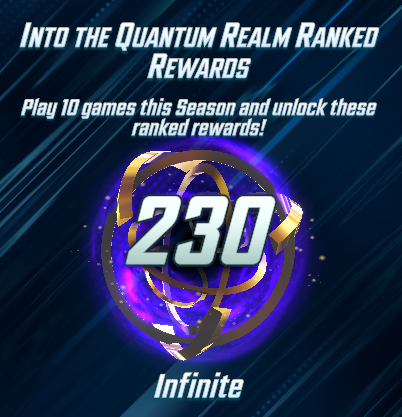 Into the Quantum Realm Ranked
Rewards
Play 10 games this Season and unlock these
ranked rewards!
230
Infinite